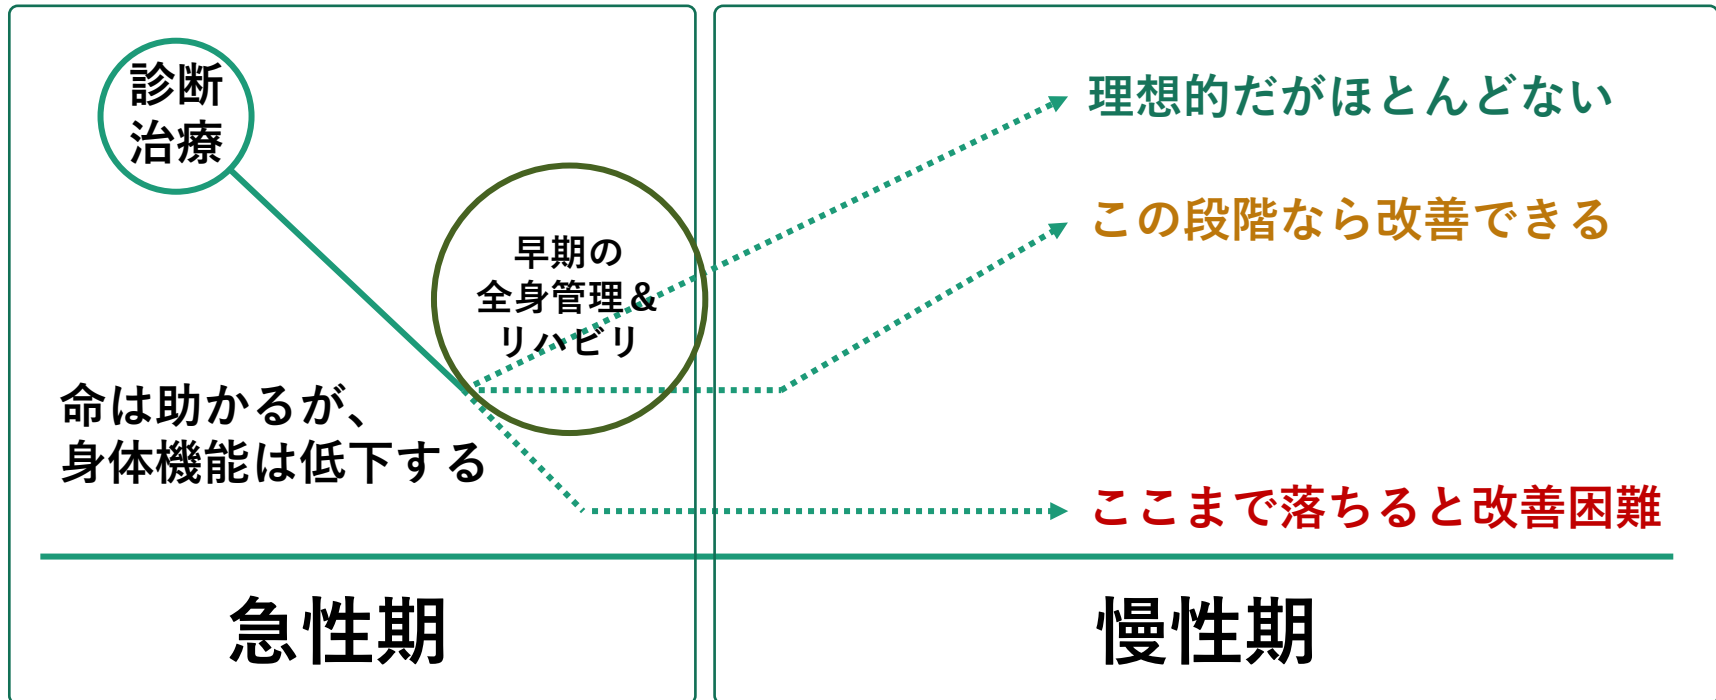 診断
治療
早期の
全身管理＆
リハビリ
命は助かるが、
身体機能は低下する
理想的だがほとんどない
この段階なら改善できる
ここまで落ちると改善困難
急性期
慢性期